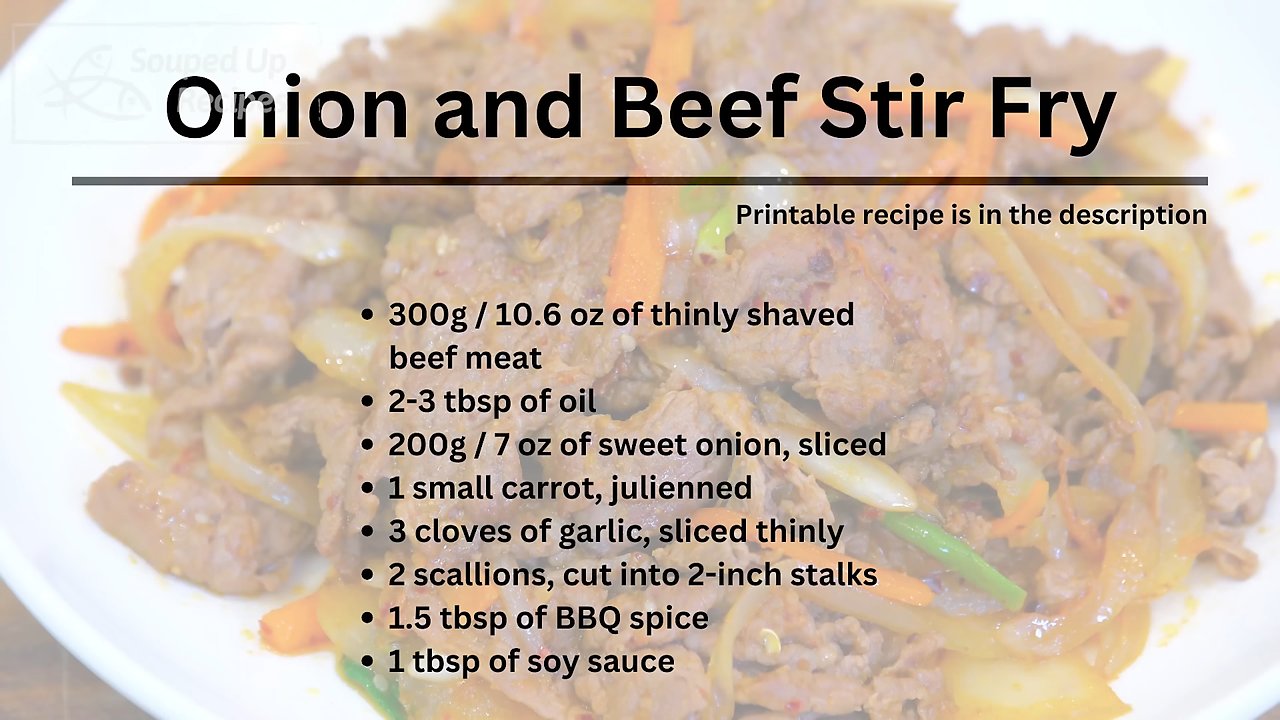 Souped Up
Recipes
Onion and Beef Stir Fry
Printable recipe is in the description
• 300g / 10.6 oz of thinly shaved
beef meat
• 2-3 tbsp of oil
• 200g / 7 oz of sweet onion, sliced
• 1 small carrot, julienned
• 3 cloves of garlic, sliced thinly
• 2 scallions, cut into 2-inch stalks
• 1.5 tbsp of BBQ spice
• 1 tbsp of soy sauce